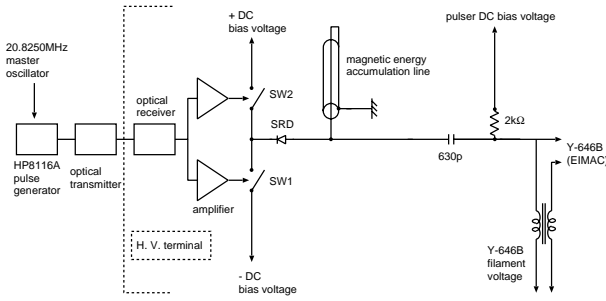 20.8250MHz
master
oscillator
HP8116A
pulse
generator
optical
transmitter
optical
receiver
amplifier
H. V. terminal
+ DC
bias voltage
SW2
SRD
SW1
- DC
bias voltage
magnetic energy
accumulation line
pulser DC bias voltage
2kΩ
630p
Y-646B
(EIMAC)
Y-646B
filament
voltage